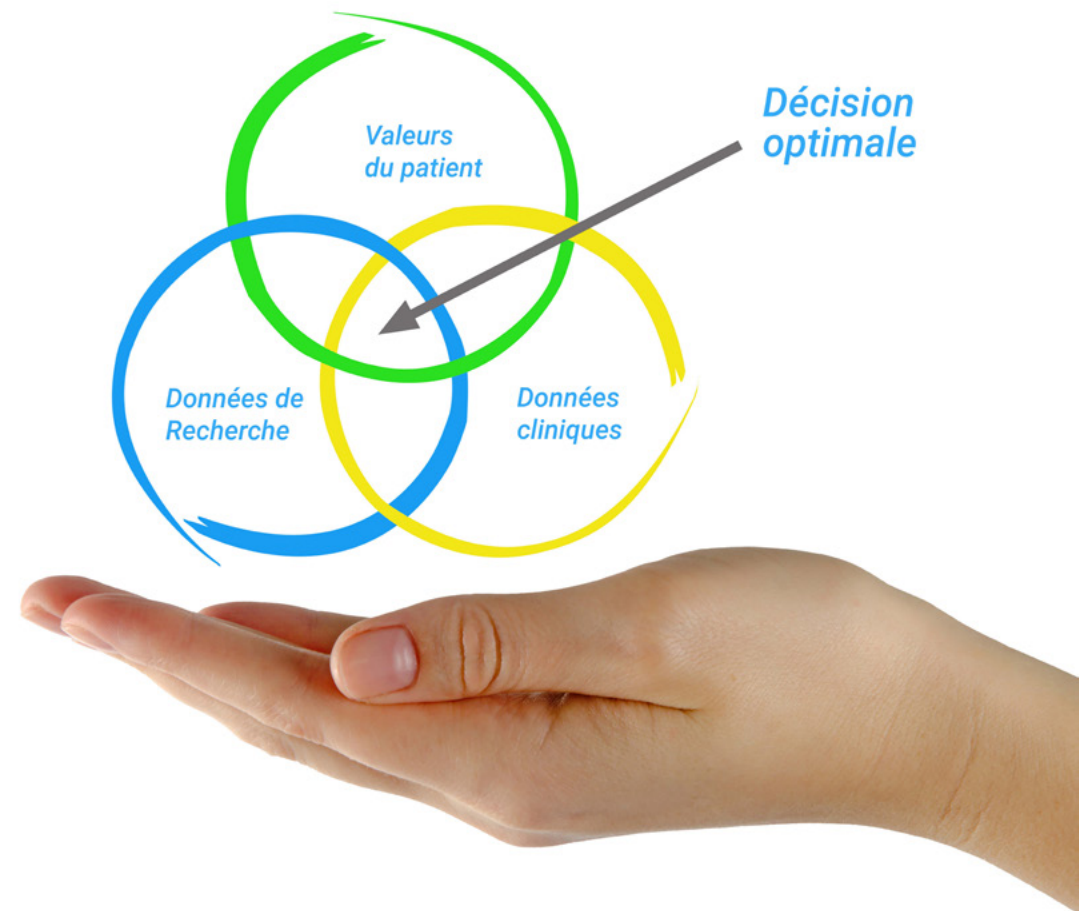 Valeurs
du patient
Décision
optimale
Données de
Recherche
Données
cliniques